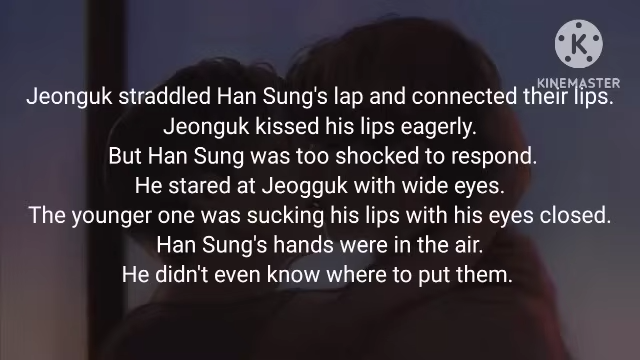 KINEMASTER
Jeonguk straddled Han Sung's lap and connected their lips.
Jeonguk kissed his lips eagerly.
But Han Sung was too shocked to respond.
He stared at Jeogguk with wide eyes.
The younger one was sucking his lips with his eyes closed.
Han Sung's hands were in the air.
He didn't even know where to put them.